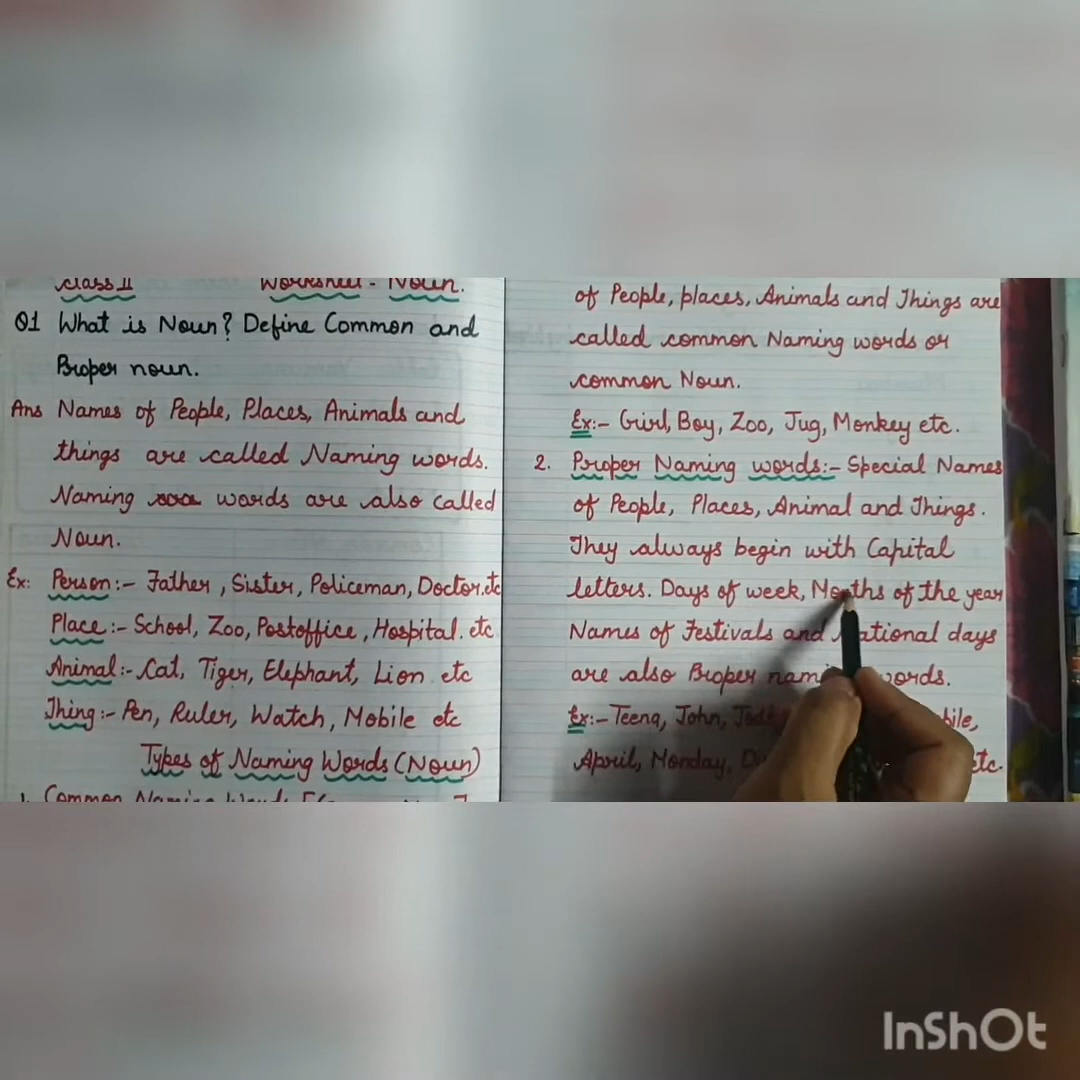 Class II Worksheet - Noun.
Q1 What is Noun? Define Common and
Proper noun.
Ans Names of People, Places, Animals and
things are called Naming words.
Naming words are also called
Noun.
Ex: Person:- Father, Sister, Policeman, Doctor.etc
Place:- School, Zoo, Postoffice, Hospital. etc
Animal:- Cat, Tiger, Elephant, Lion etc
Thing:- Pen, Ruler, Watch, Mobile etc
Types of Naming Words (Noun)
1. Common Naming Words
of People, places, Animals and Things are
called common Naming words or
common Noun.
Ex:- Girl, Boy, Zoo, Jug, Monkey etc.
2. Proper Naming words:- Special Names
of People, Places, Animal and Things.
They always begin with Capital
letters. Days of week, Months of the year
Names of Festivals and National days
are also Proper naming words.
Ex:- Teena, John,
April, Monday, etc.
InShOt